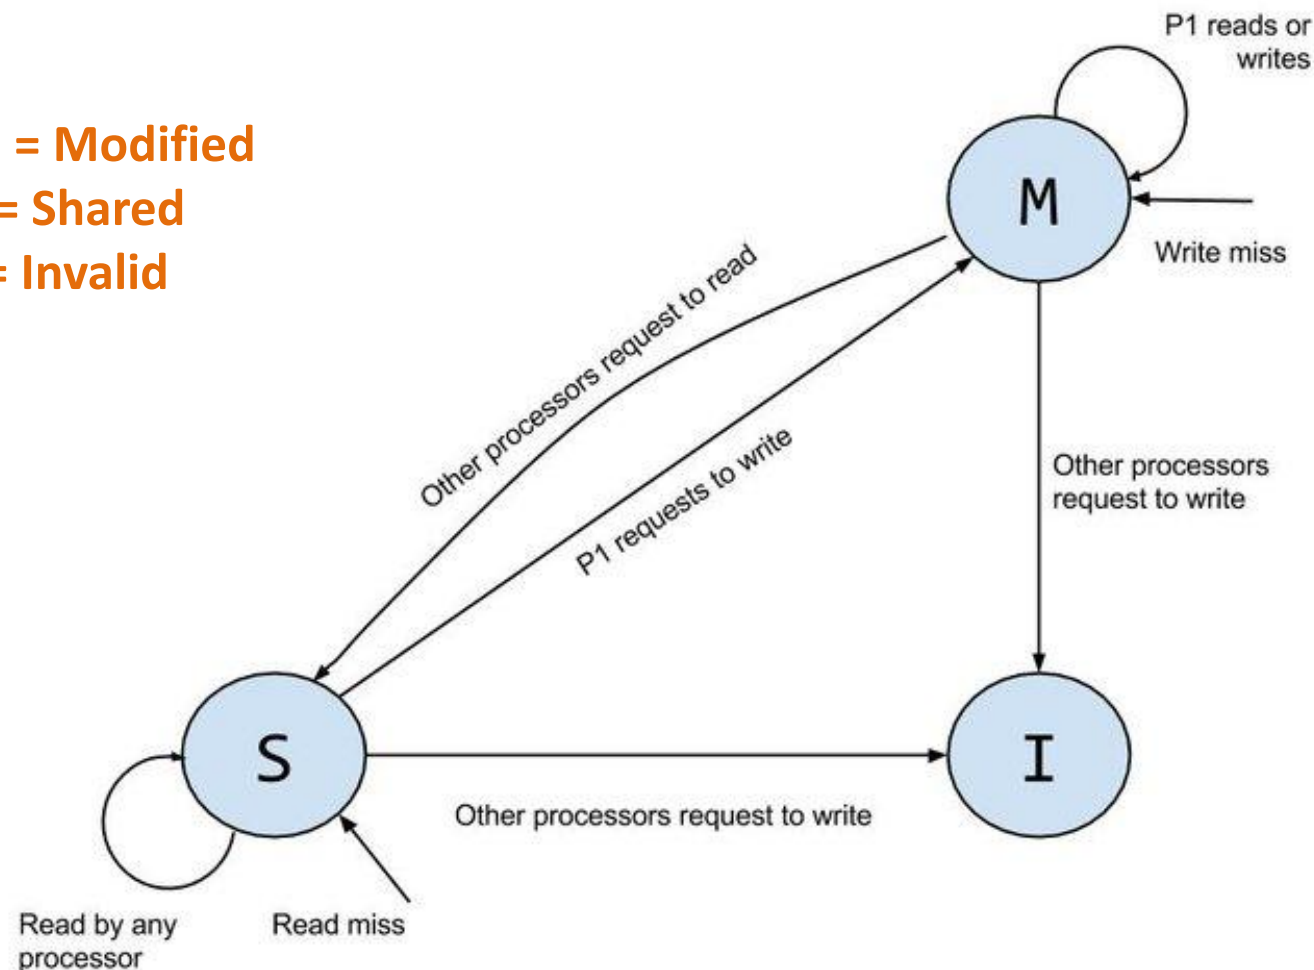 = Modified
= Shared
= Invalid
P1 reads or
writes
M
Write miss
Other processors request to read
P1 requests to write
Other processors
request to write
S
I
Other processors request to write
Read by any
processor
Read miss